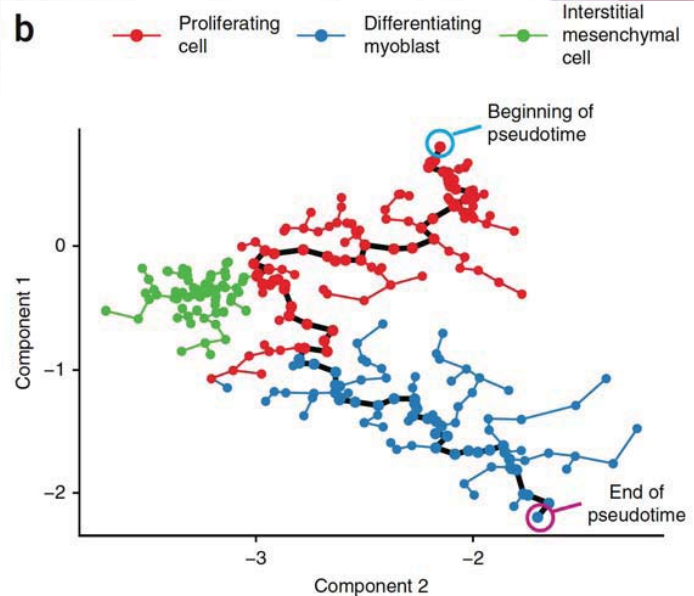 b
Proliferating
cell
Differentiating
myoblast
Interstitial
mesenchymal
cell
Beginning of
pseudotime
0
−1
−2
Component 1
End of
pseudotime
−3
−2
Component 2